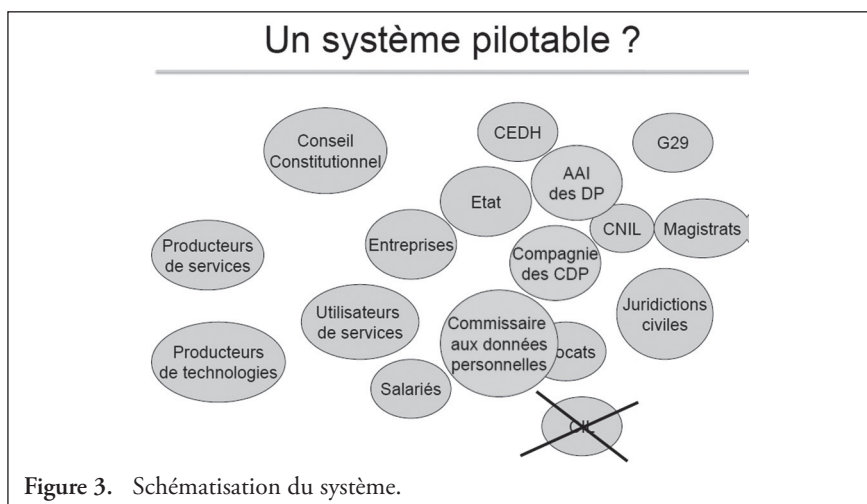 Un système pilotable ?
CEDH
Conseil
Constitutionnel
G29
AAI
des DP
Etat
CNIL
Magistrats
Entreprises
Producteurs
de services
Compagnie
des CDP
Utilisateurs
de services
Commissaire
aux données
personnelles
Juridictions
civiles
ocats
Producteurs
de technologies
Salariés
CIL
Figure 3. Schématisation du système.